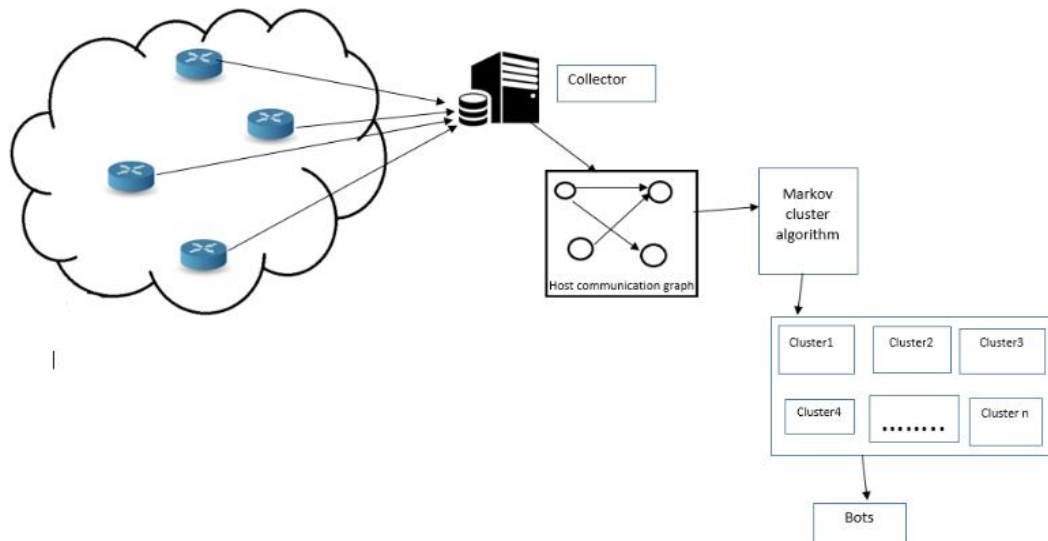 Collector
Markov
cluster
algorithm
Host communication graph
Cluster1
Cluster2
Cluster3
Cluster4
........
Cluster n
Bots